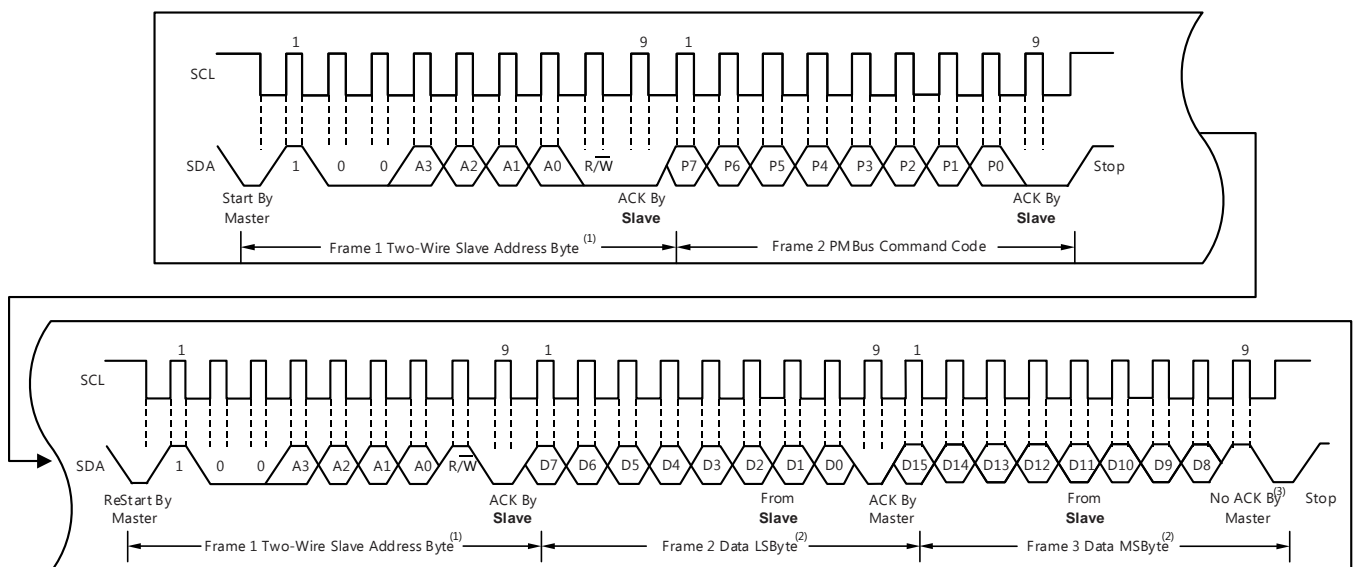 1 9 1 9
SCL
SDA 1 0 0 A3 A2 A1 A0 R/W̅ P7 P6 P5 P4 P3 P2 P1 P0 Stop
Start By
Master
ACK By
Slave
ACK By
Slave
Frame 1 Two-Wire Slave Address Byte (1)
Frame 2 PMBus Command Code
1 9 1 9 1 9
SCL
SDA 1 0 0 A3 A2 A1 A0 R/W̅ D7 D6 D5 D4 D3 D2 D1 D0 D15 D14 D13 D12 D11 D10 D9 D8
ReStart By
Master
ACK By
Slave
From
Slave
ACK By
Master
From
Slave
No ACK By(3)
Master
Stop
Frame 1 Two-Wire Slave Address Byte(1)
Frame 2 Data LSByte(2)
Frame 3 Data MSByte(2)